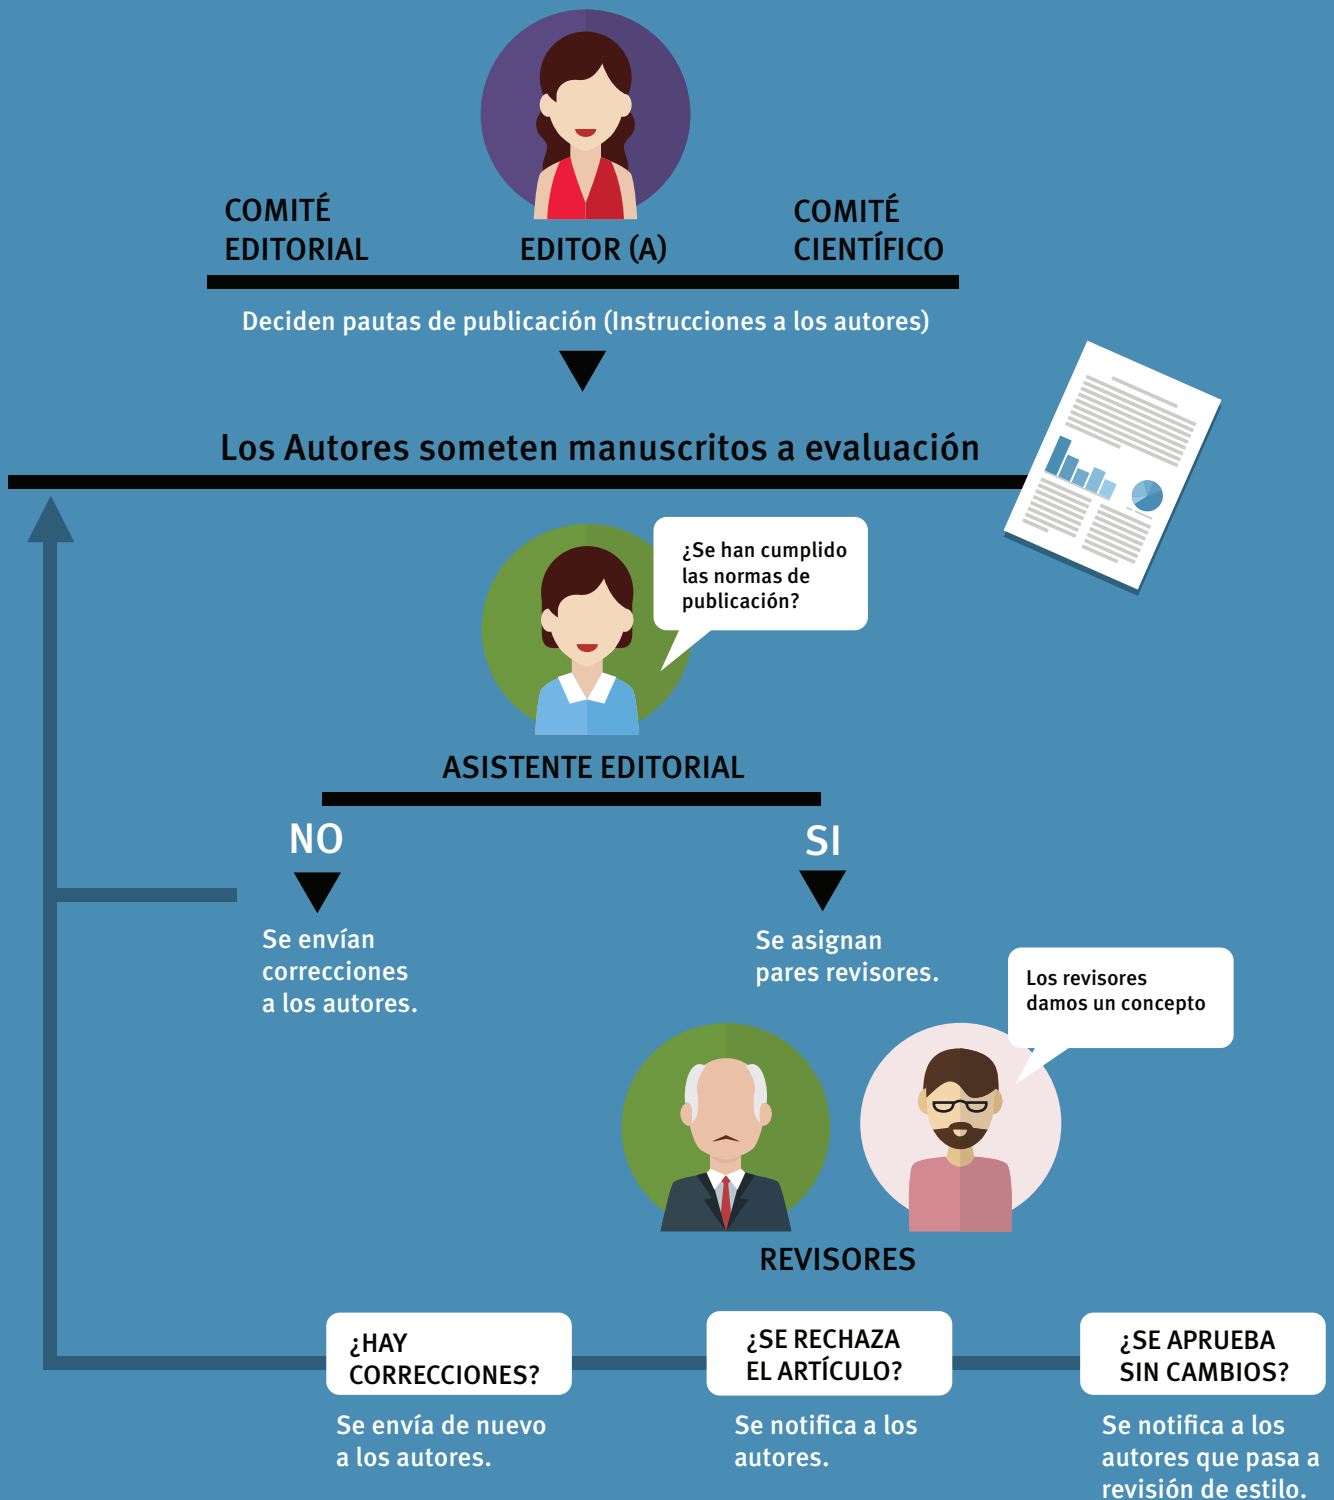 COMITÉ
EDITORIAL
EDITOR (A)
COMITÉ
CIENTÍFICO
Deciden pautas de publicación (Instrucciones a los autores)
Los Autores someten manuscritos a evaluación
¿Se han cumplido
las normas de
publicación?
ASISTENTE EDITORIAL
NO
Se envían
correcciones
a los autores.
SI
Se asignan
pares revisores.
Los revisores
damos un concepto
REVISORES
¿HAY
CORRECCIONES?
Se envía de nuevo
a los autores.
¿SE RECHAZA
EL ARTÍCULO?
Se notifica a los
autores.
¿SE APRUEBA
SIN CAMBIOS?
Se notifica a los
autores que pasa a
revisión de estilo.